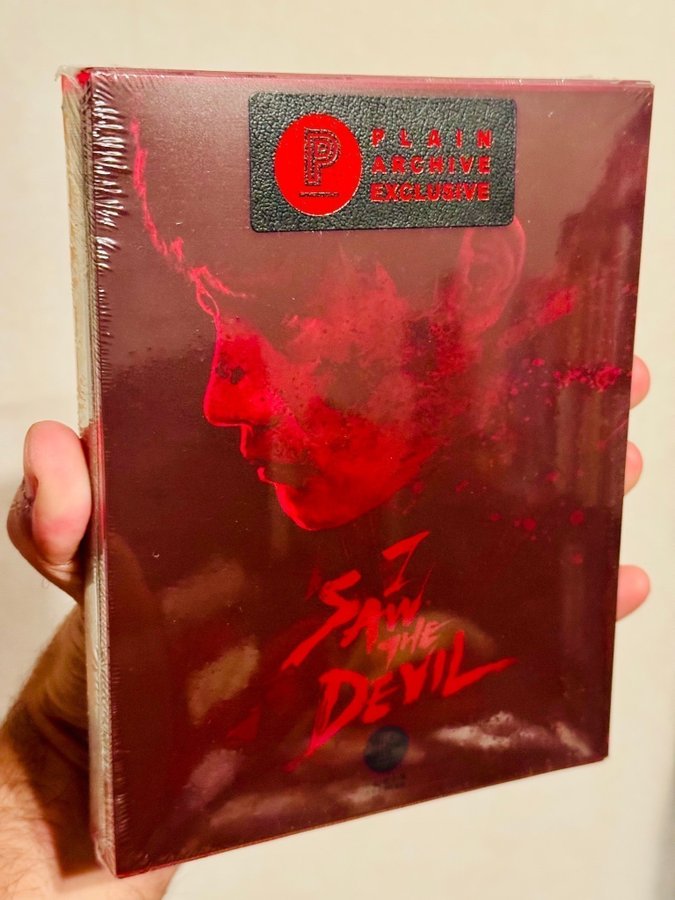 P
PLAIN
ARCHIVE
EXCLUSIVE
I
SAW
THE
DEVIL